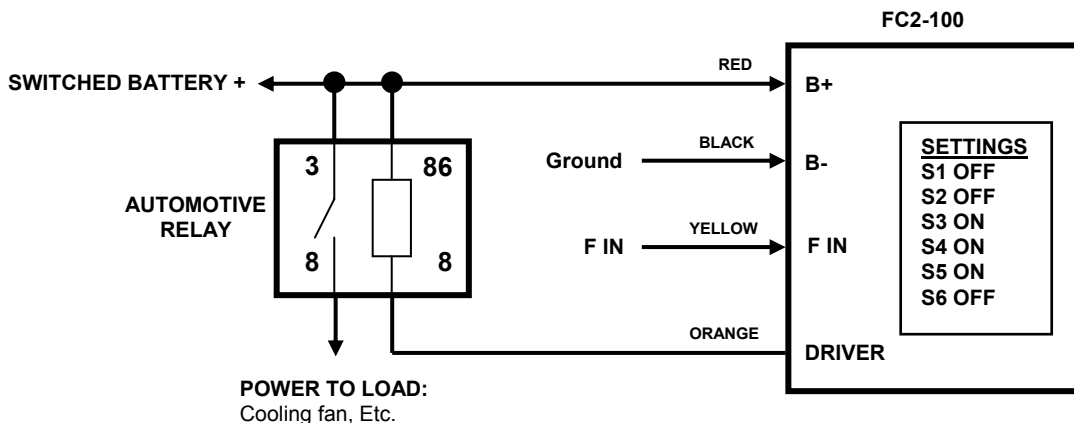 FC2-100
SWITCHED BATTERY +
RED
B+
Ground
BLACK
B-
SETTINGS
S1 OFF
S2 OFF
S3 ON
S4 ON
S5 ON
S6 OFF
AUTOMOTIVE
RELAY
3
86
8
8
F IN
YELLOW
F IN
ORANGE
DRIVER
POWER TO LOAD:
Cooling fan, Etc.